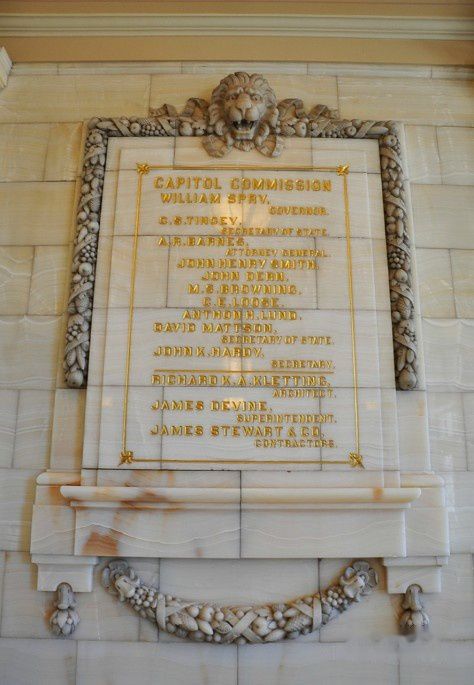 CAPITOL COMMISSION
WILLIAM SPRY,
GOVERNOR.
C.S. TINGEY,
SECRETARY OF STATE.
A.R. BARNES,
ATTORNEY GENERAL.
JOHN HENRY SMITH,
JOHN DERN,
M.S. BROWNING,
C.E. LOOSE,
ANTHON H. LUND,
DAVID MATTSON,
SECRETARY OF STATE.
JOHN K. HARDY,
SECRETARY.
RICHARD K.A. KLETTING,
ARCHITECT.
JAMES DEVINE,
SUPERINTENDENT.
JAMES STEWART & CO.
CONTRACTORS.